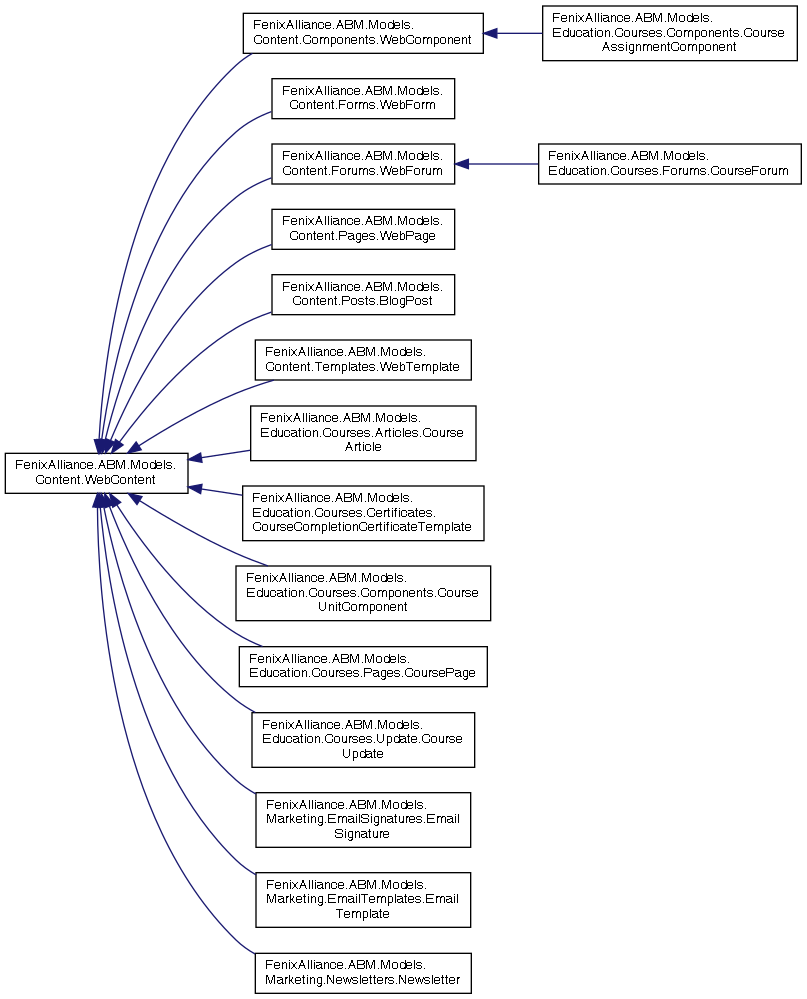 FenixAlliance.ABM.Models.
Content.Components.WebComponent
FenixAlliance.ABM.Models.
Education.Courses.Components.Course
AssignmentComponent
FenixAlliance.ABM.Models.
Content.Forms.WebForm
FenixAlliance.ABM.Models.
Content.Forums.WebForum
FenixAlliance.ABM.Models.
Education.Courses.Forums.CourseForum
FenixAlliance.ABM.Models.
Content.Pages.WebPage
FenixAlliance.ABM.Models.
Content.Posts.BlogPost
FenixAlliance.ABM.Models.
Content.Templates.WebTemplate
FenixAlliance.ABM.Models.
Education.Courses.Articles.Course
Article
FenixAlliance.ABM.Models.
Content.WebContent
FenixAlliance.ABM.Models.
Education.Courses.Certificates.
CourseCompletionCertificateTemplate
FenixAlliance.ABM.Models.
Education.Courses.Components.Course
UnitComponent
FenixAlliance.ABM.Models.
Education.Courses.Pages.CoursePage
FenixAlliance.ABM.Models.
Education.Courses.Update.Course
Update
FenixAlliance.ABM.Models.
Marketing.EmailSignatures.Email
Signature
FenixAlliance.ABM.Models.
Marketing.EmailTemplates.Email
Template
FenixAlliance.ABM.Models.
Marketing.Newsletters.Newsletter